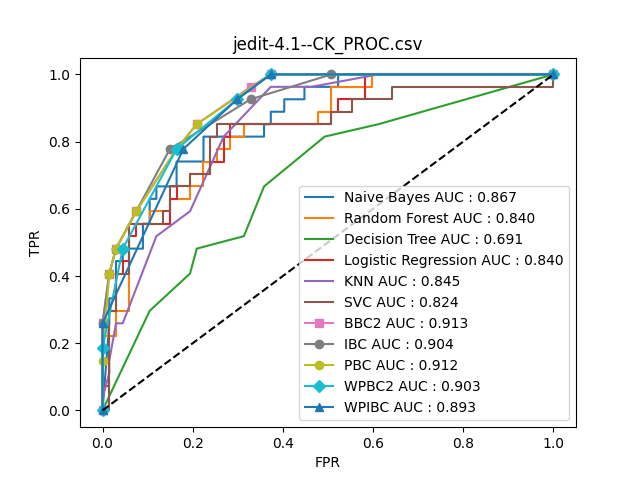 jedit-4.1--CK_PROC.csv
1.0
0.8
0.6
0.4
0.2
0.0
TPR
Naive Bayes AUC : 0.867
Random Forest AUC : 0.840
Decision Tree AUC : 0.691
Logistic Regression AUC : 0.840
KNN AUC : 0.845
SVC AUC : 0.824
BBC2 AUC : 0.913
IBC AUC : 0.904
PBC AUC : 0.912
WPBC2 AUC : 0.903
WPIBC AUC : 0.893
0.0 0.2 0.4 0.6 0.8 1.0
FPR